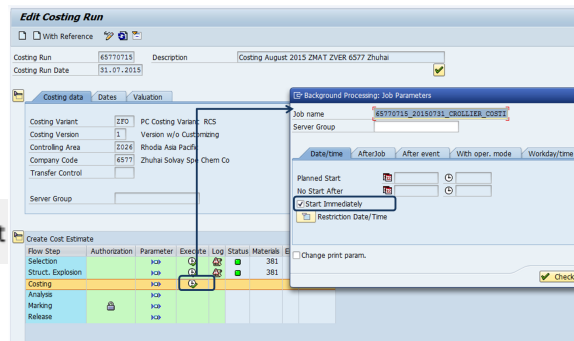 Edit Costing Run
With Reference
Costing Run 65770715 Description Costing August 2015 ZMAT ZVER 6577 Zhuhai
Costing Run Date 31.07.2015
Costing data Dates Valuation
Costing Variant ZFO PC Costing Variant RCS
Costing Version 1 Version w/o Customizing
Controlling Area 2026 Rhodia Asia Pacific
Company Code 6577 Zhuhai Solvay Spe Chem Co
Transfer Control
Server Group
Create Cost Estimate
Flow Step Authorization Parameter Execute Log Status Materials E
Selection 381
Struct. Explosion 381
Costing
Analysis
Marking
Release
Background Processing: Job Parameters
Job name 65770715_20150731_CROLLIER_COSTI
Server Group
Date/time AfterJob After event With oper. mode Workday/time
Planned Start
No Start After
Start Immediately
Restriction Date/Time
Change print param.
Check
t